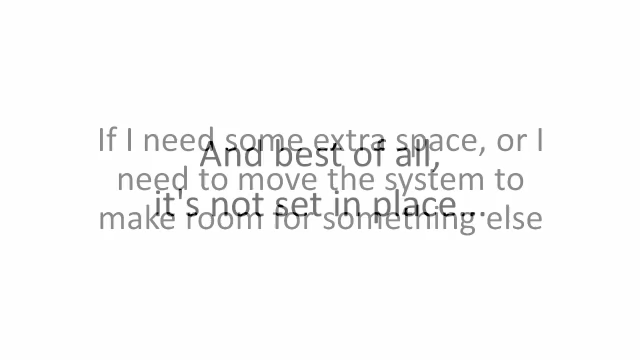 If I need some extra space, or I
And best of all,
need to move the system to
it's not set in place...
make room for something else